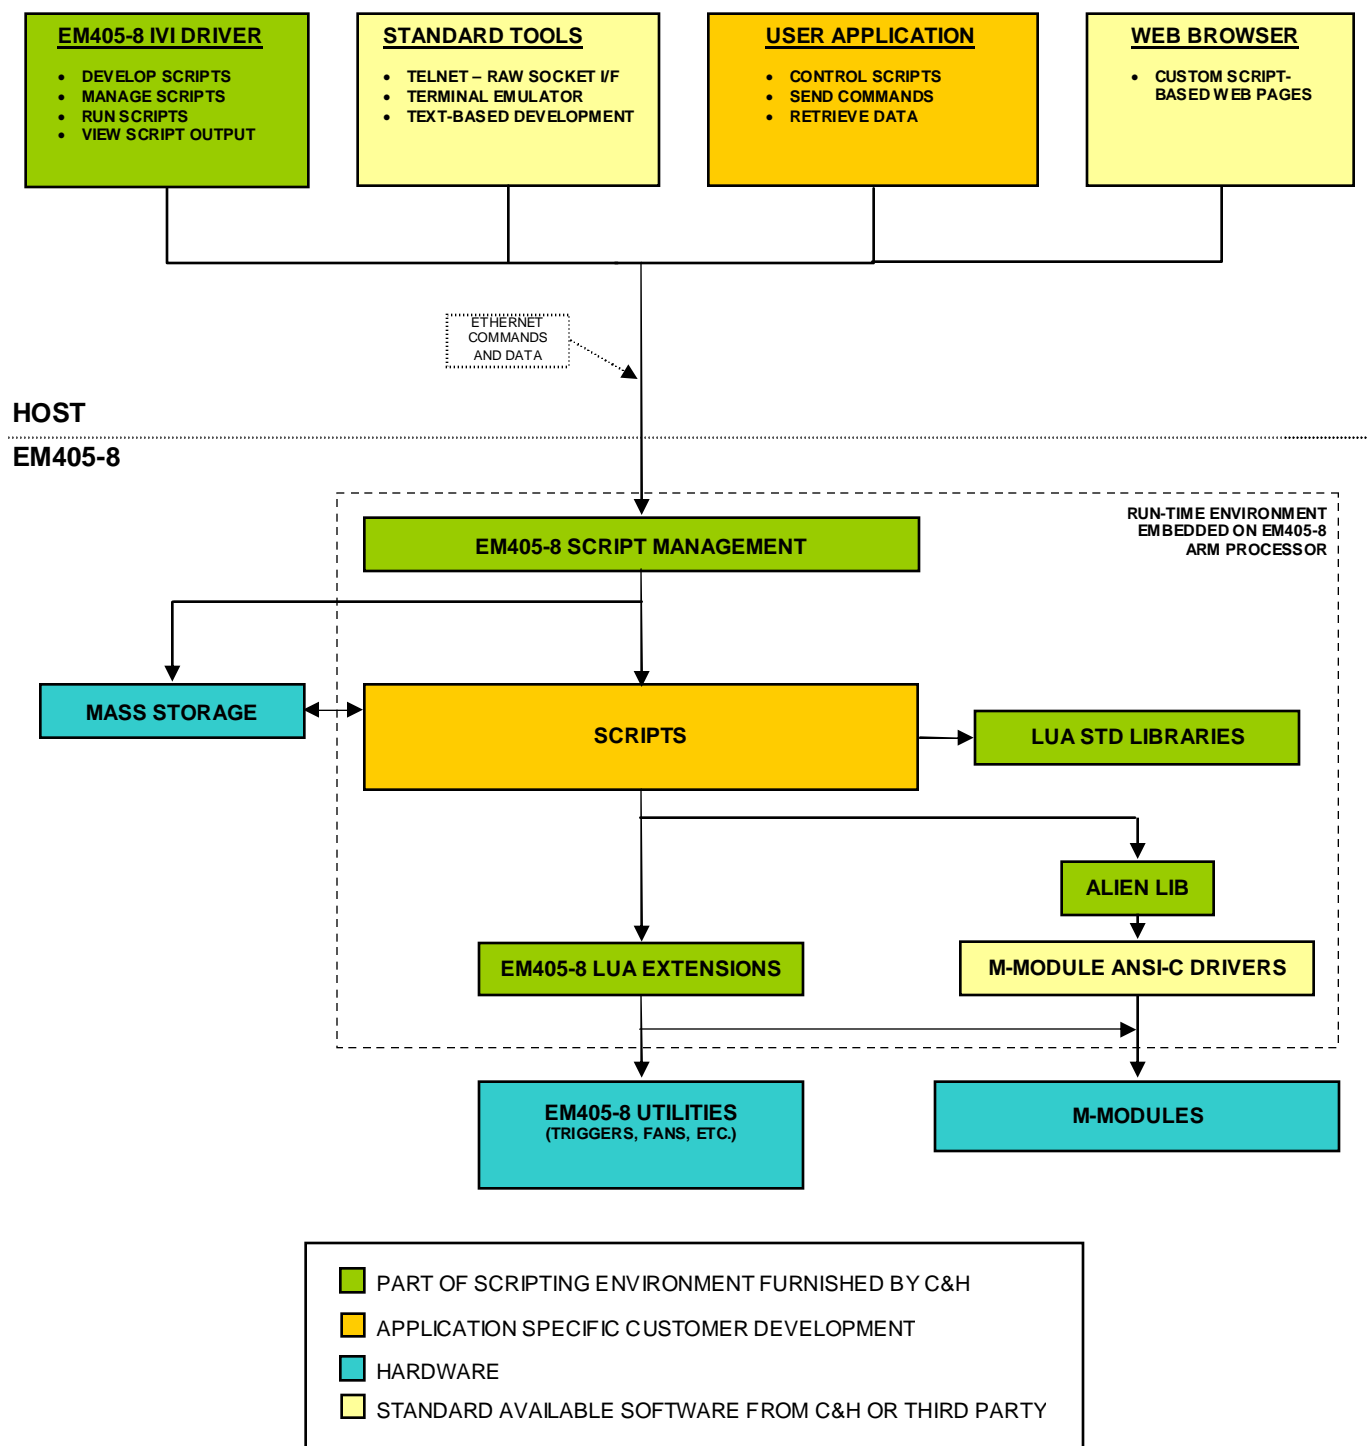 EM405-8 IVI DRIVER
• DEVELOP SCRIPTS
• MANAGE SCRIPTS
• RUN SCRIPTS
• VIEW SCRIPT OUTPUT
STANDARD TOOLS
• TELNET – RAW SOCKET I/F
• TERMINAL EMULATOR
• TEXT-BASED DEVELOPMENT
USER APPLICATION
• CONTROL SCRIPTS
• SEND COMMANDS
• RETRIEVE DATA
WEB BROWSER
• CUSTOM SCRIPT-
BASED WEB PAGES
ETHERNET
COMMANDS
AND DATA
HOST
EM405-8
RUN-TIME ENVIRONMENT
EMBEDDED ON EM405-8
ARM PROCESSOR
EM405-8 SCRIPT MANAGEMENT
MASS STORAGE
SCRIPTS
LUA STD LIBRARIES
ALIEN LIB
EM405-8 LUA EXTENSIONS
M-MODULE ANSI-C DRIVERS
EM405-8 UTILITIES
(TRIGGERS, FANS, ETC.)
M-MODULES
PART OF SCRIPTING ENVIRONMENT FURNISHED BY C&H
APPLICATION SPECIFIC CUSTOMER DEVELOPMENT
HARDWARE
STANDARD AVAILABLE SOFTWARE FROM C&H OR THIRD PARTY